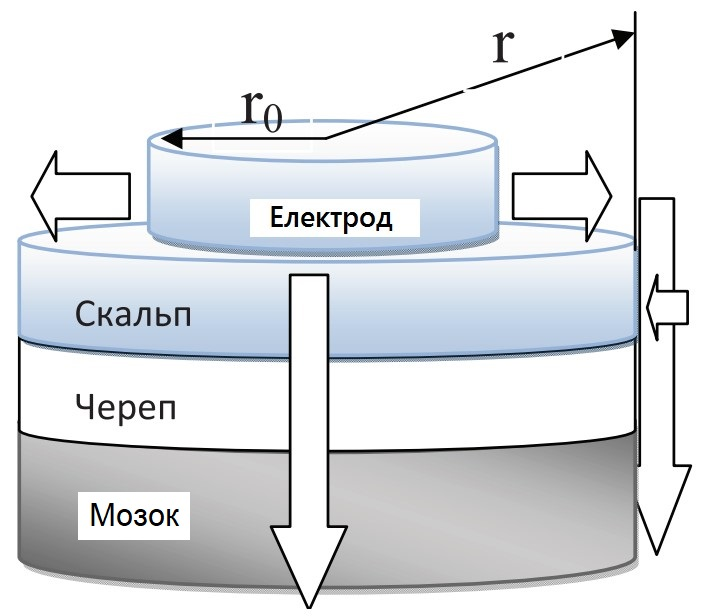 r
r₀
Електрод
Скальп
Череп
Мозок